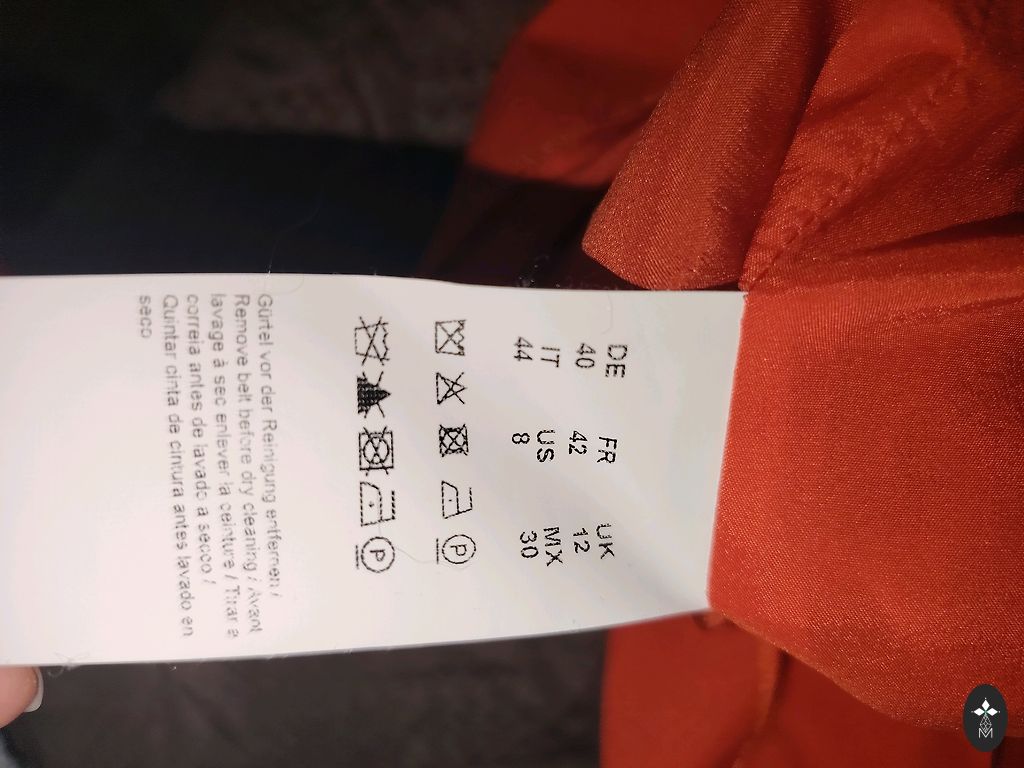 DE FR UK
40 42 12
IT US MX
44 8 30
P
P
Gürtel vor der Reinigung entfernen /
Remove belt before dry cleaning / Avant
lavage à sec enlever la ceinture / Tirar a
correia antes de lavado a secco /
Quintar cinta de cintura antes lavado en
seco
M